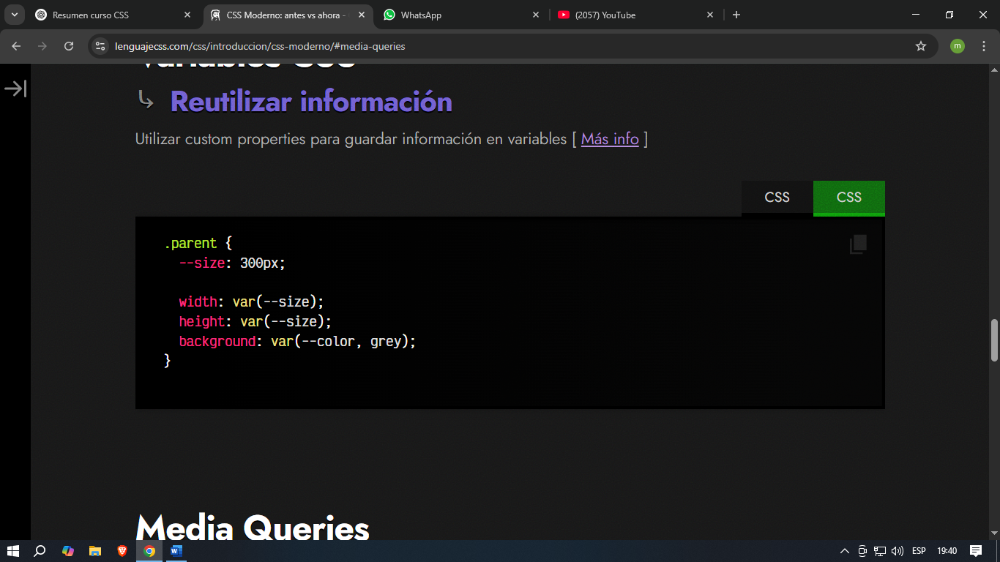 Resumen curso CSS
CSS Moderno: antes vs ahora -
WhatsApp
(2057) YouTube
lenguajecss.com/css/introduccion/css-moderno/#media-queries
m
Variables CSS
Reutilizar información
Utilizar custom properties para guardar información en variables [ Más info ]
CSS
CSS
.parent {
--size: 300px;
width: var(--size);
height: var(--size);
background: var(--color, grey);
}
Media Queries
ESP
19:40